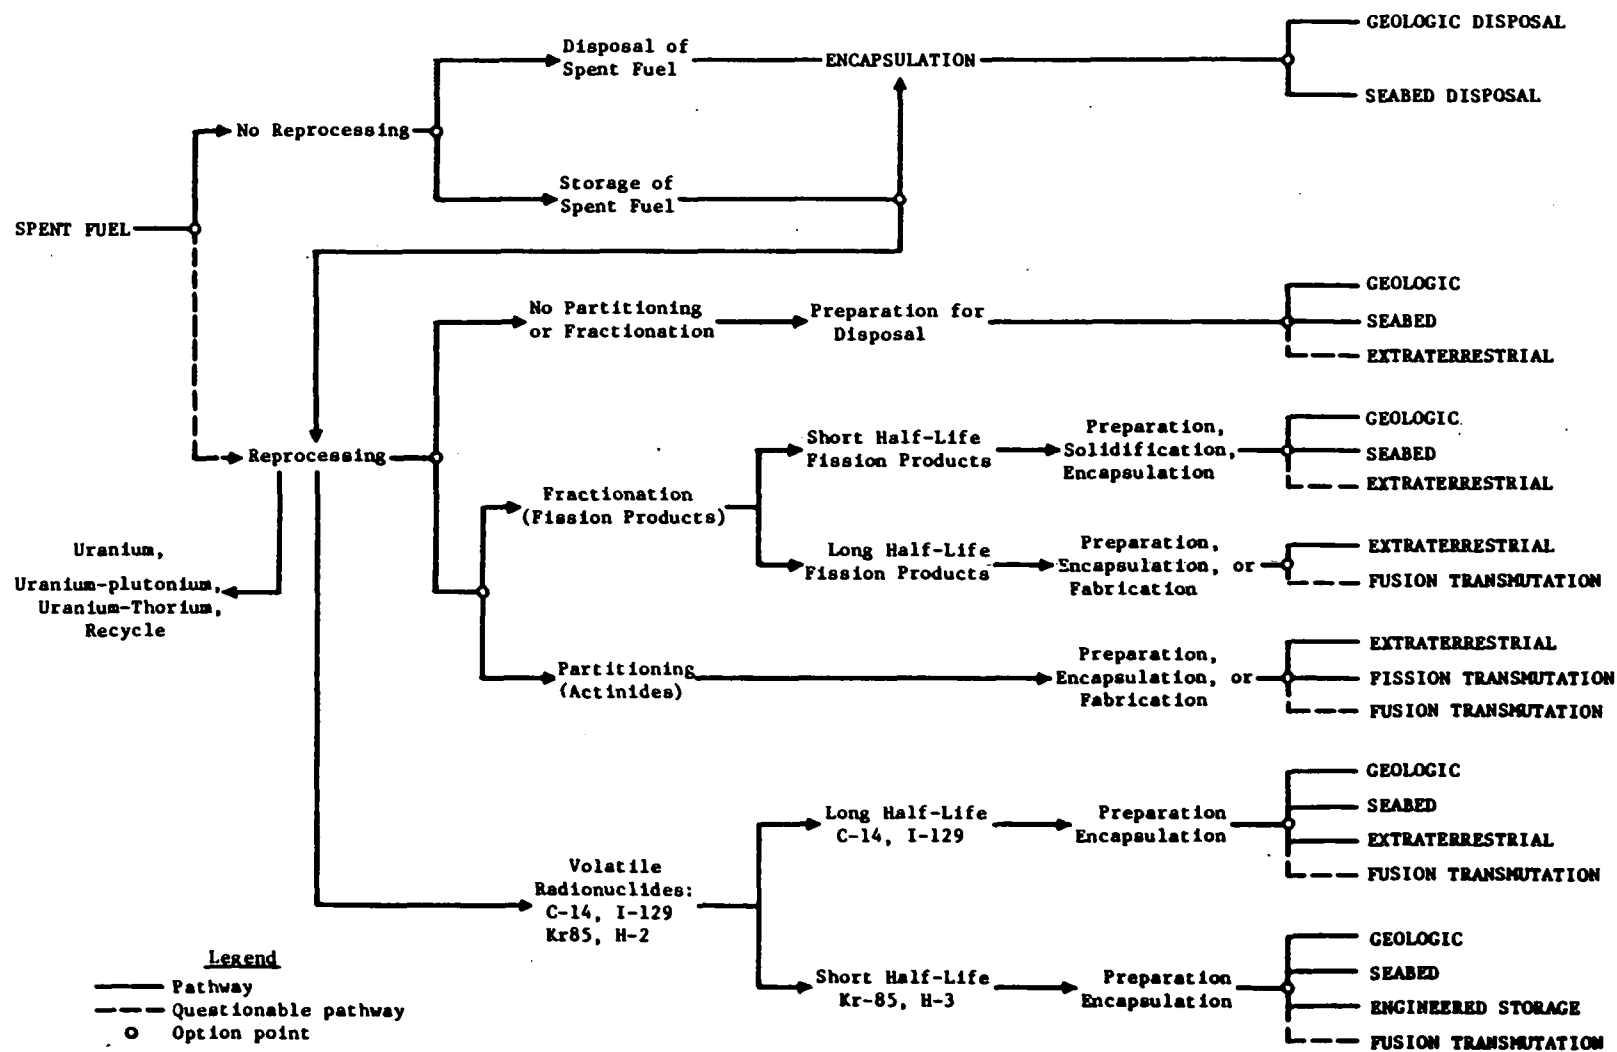 GEOLOGIC DISPOSAL
Disposal of
Spent Fuel
ENCAPSULATION
SEABED DISPOSAL
No Reprocessing
Storage of
Spent Fuel
SPENT FUEL
GEOLOGIC
No Partitioning
or Fractionation
Preparation for
Disposal
SEABED
EXTRATERRESTRIAL
Reprocessing
Short Half-Life
Fission Products
Preparation,
Solidification,
Encapsulation
GEOLOGIC
SEABED
EXTRATERRESTRIAL
Fractionation
(Fission Products)
Long Half-Life
Fission Products
Preparation,
Encapsulation, or
Fabrication
EXTRATERRESTRIAL
FUSION TRANSMUTATION
Uranium,
Uranium-plutonium,
Uranium-Thorium,
Recycle
Partitioning
(Actinides)
Preparation,
Encapsulation, or
Fabrication
EXTRATERRESTRIAL
FISSION TRANSMUTATION
FUSION TRANSMUTATION
Volatile
Radionuclides:
C-14, I-129
Kr85, H-2
Long Half-Life
C-14, I-129
Preparation
Encapsulation
GEOLOGIC
SEABED
EXTRATERRESTRIAL
FUSION TRANSMUTATION
Short Half-Life
Kr-85, H-3
Preparation
Encapsulation
GEOLOGIC
SEABED
ENGINEERED STORAGE
FUSION TRANSMUTATION
Legend
Pathway
Questionable pathway
Option point